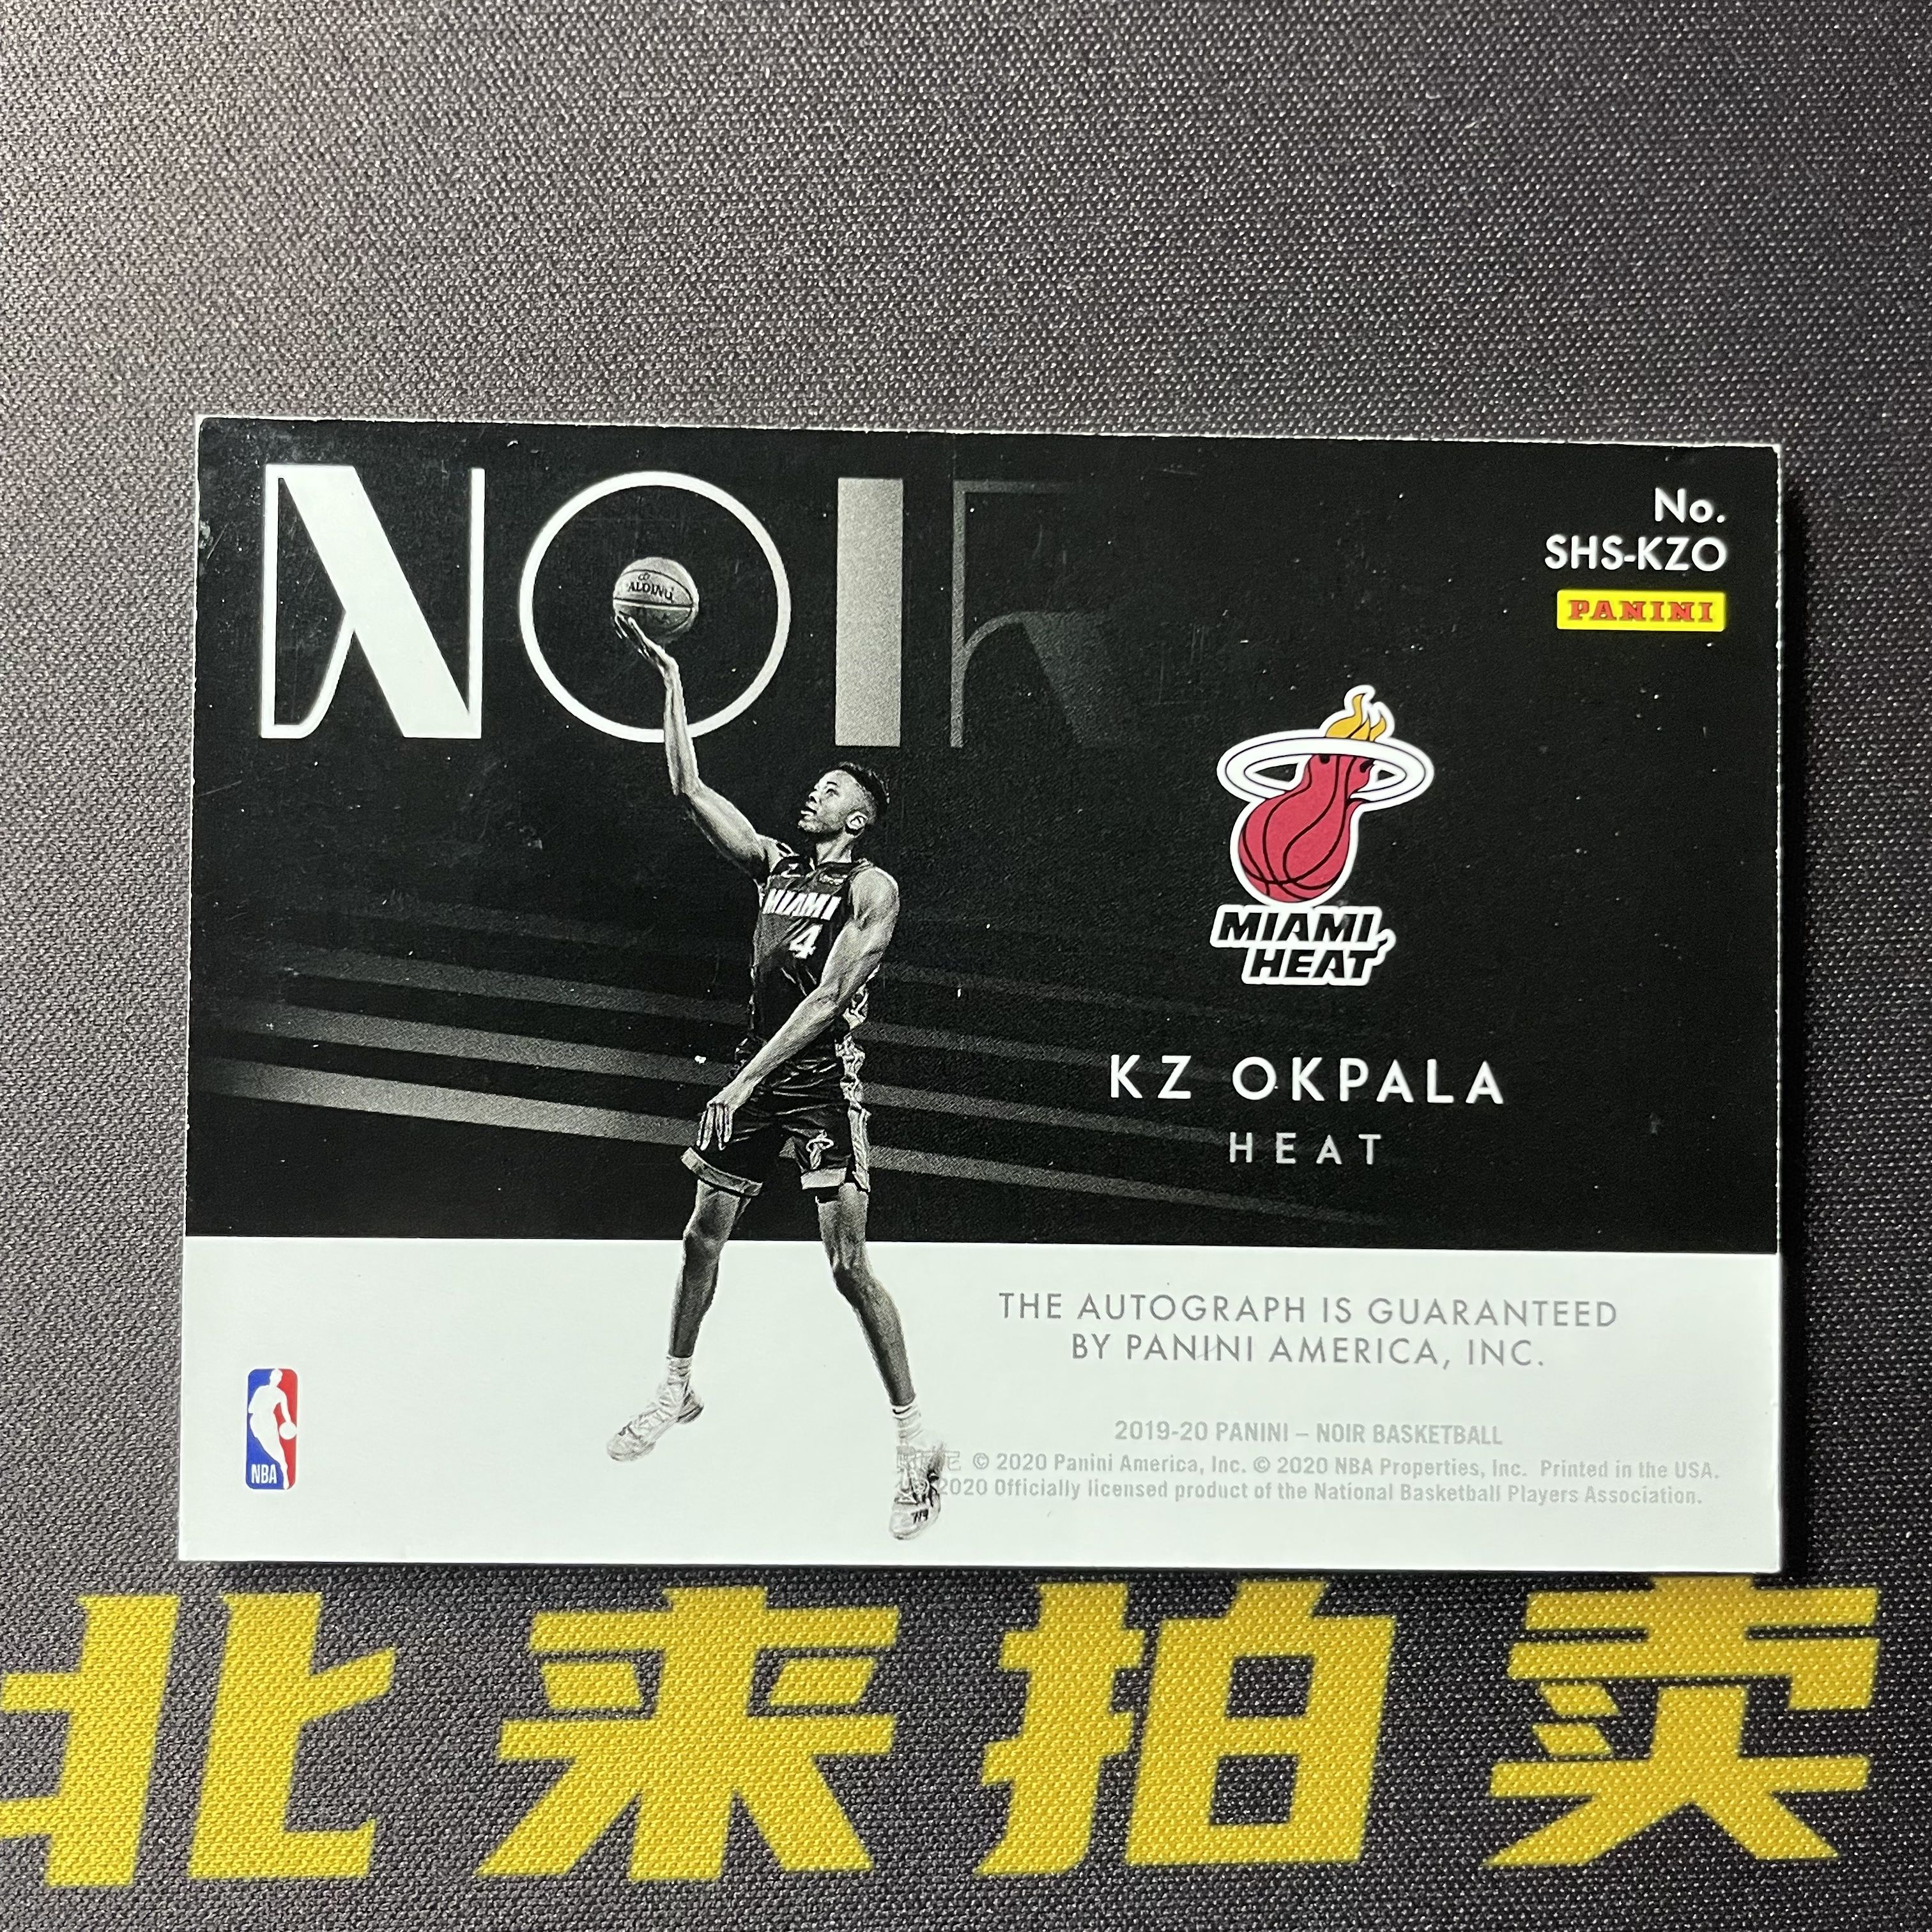 NOIR
No.
SHS-KZO
PANINI
MIAMI
4
MIAMI
HEAT
KZ OKPALA
HEAT
THE AUTOGRAPH IS GUARANTEED
BY PANINI AMERICA, INC.
NBA
2019-20 PANINI – NOIR BASKETBALL
© 2020 Panini America, Inc. © 2020 NBA Properties, Inc. Printed in the USA.
2020 Officially licensed product of the National Basketball Players Association.
北来拍卖